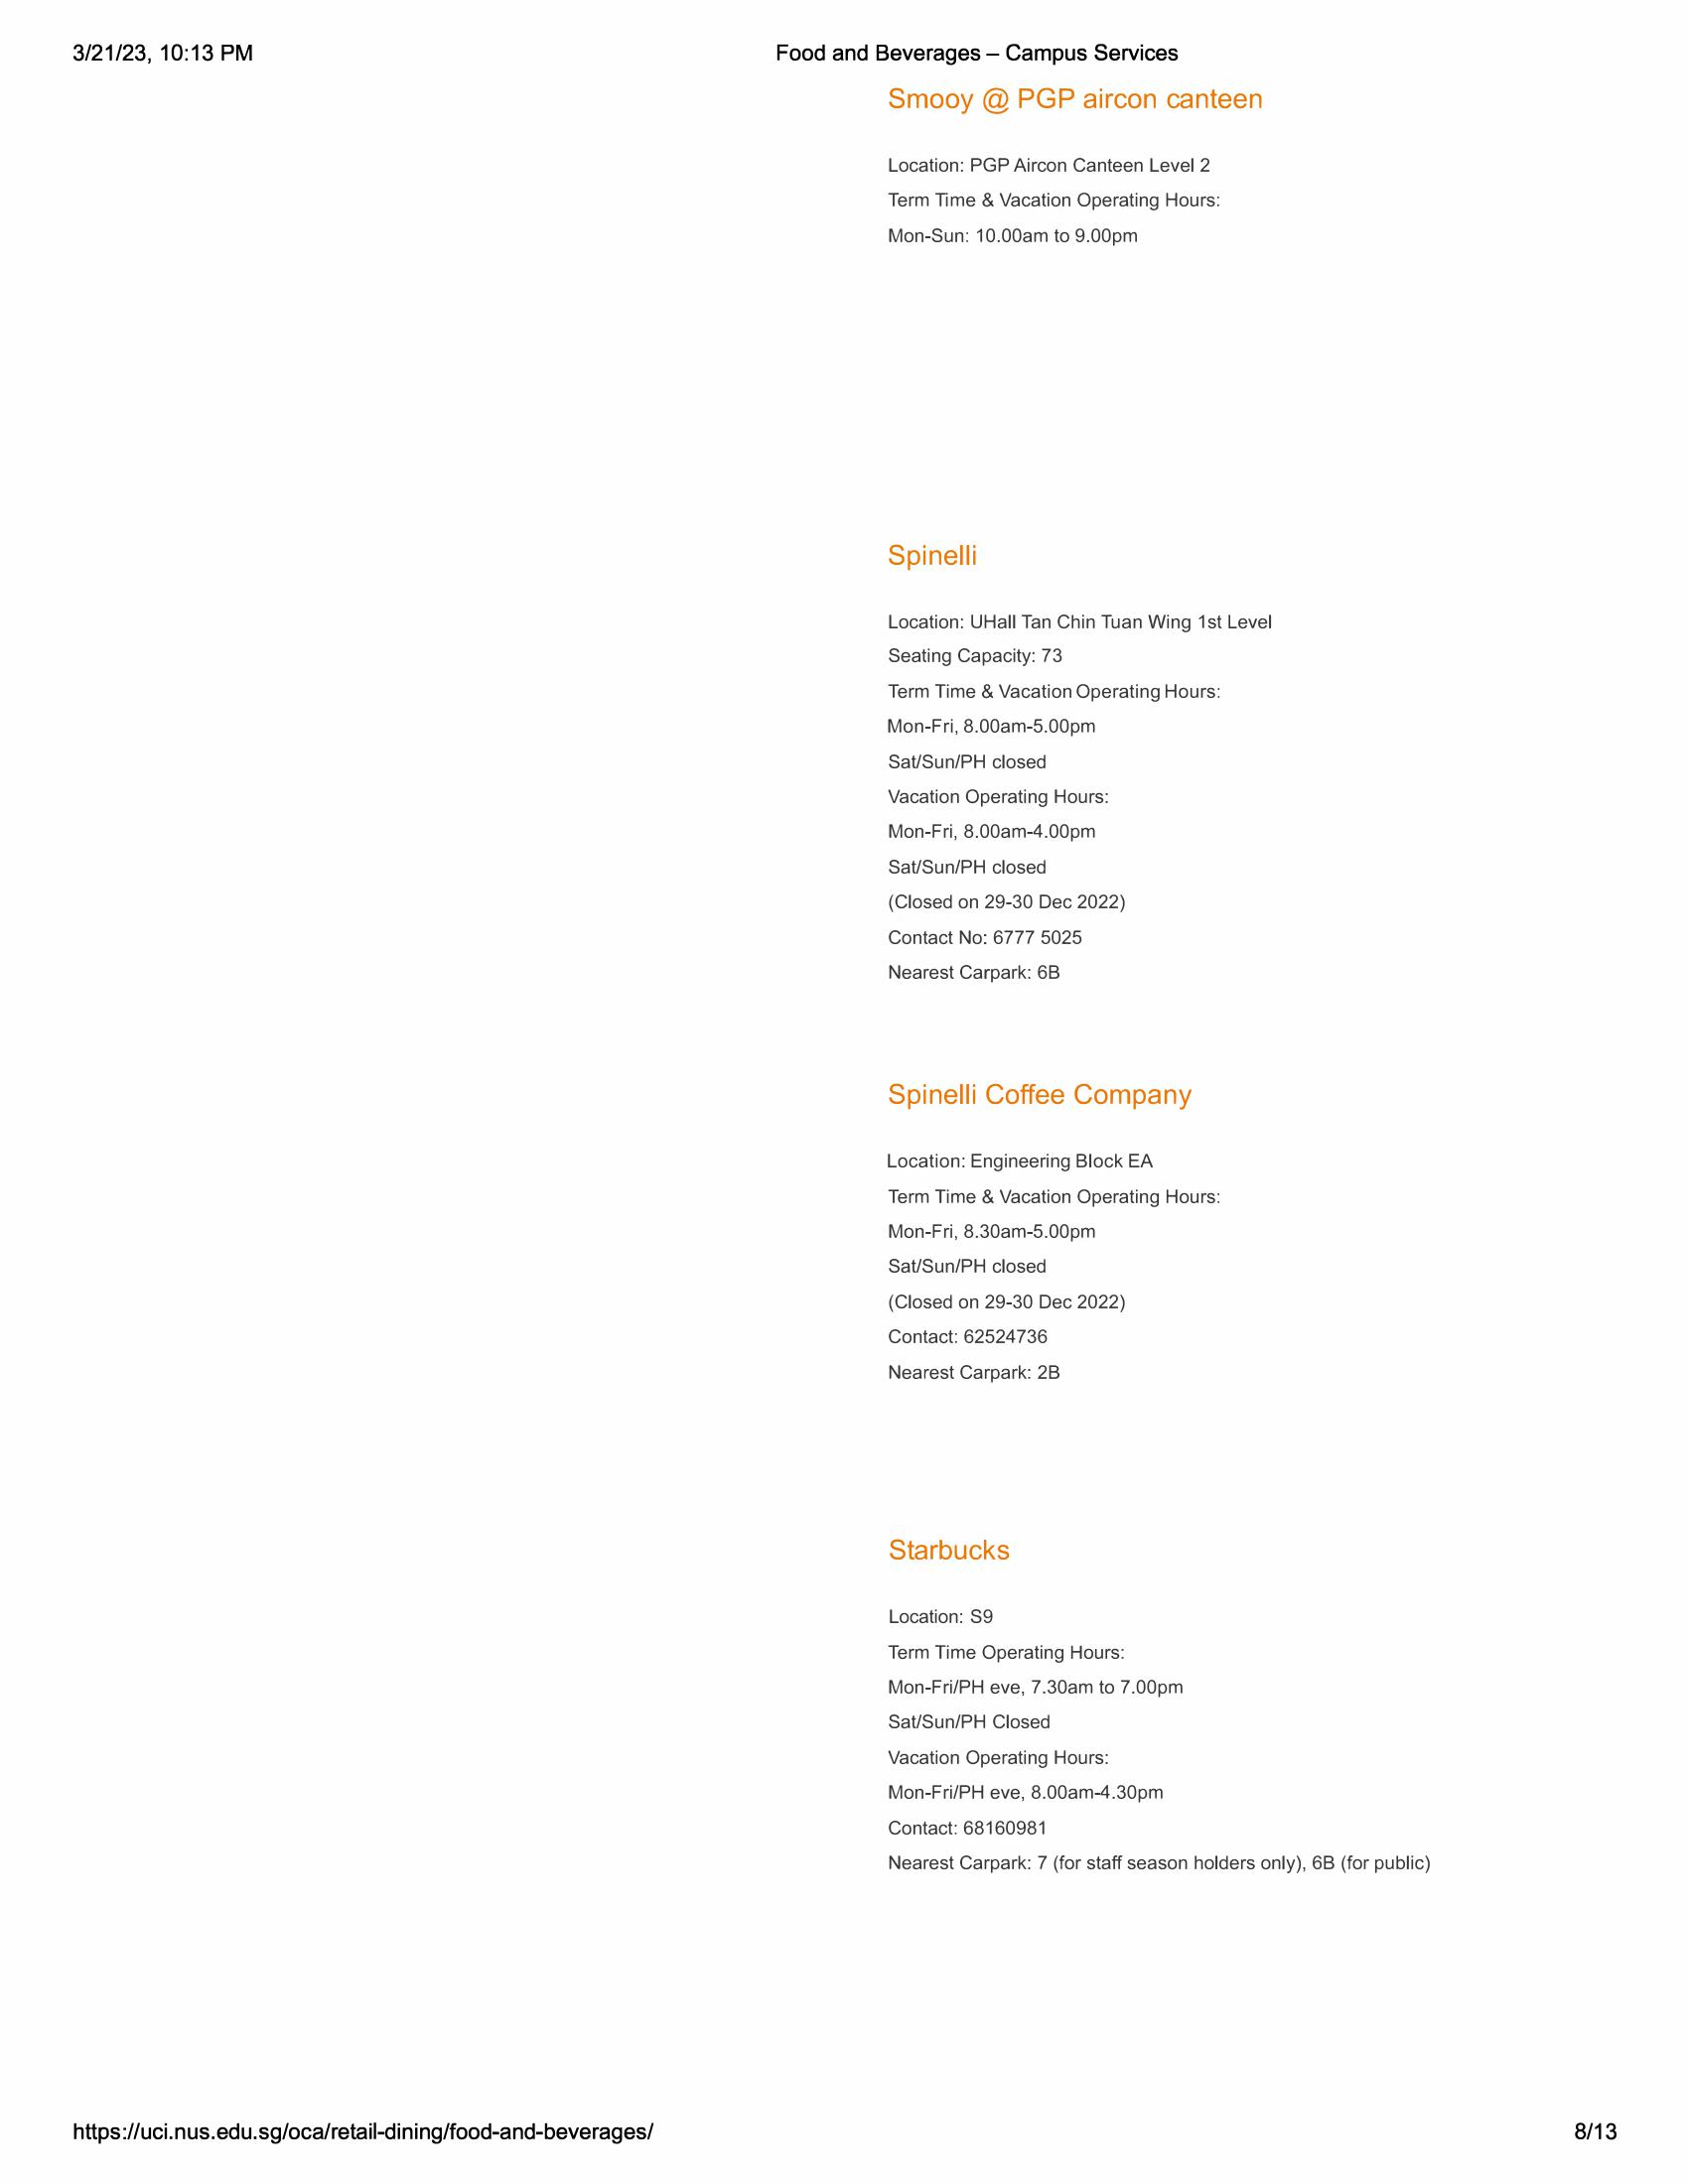 3/21/23, 10:13 PM
Food and Beverages – Campus Services
Smooy @ PGP aircon canteen
Location: PGP Aircon Canteen Level 2
Term Time & Vacation Operating Hours:
Mon-Sun: 10.00am to 9.00pm
Spinelli
Location: UHall Tan Chin Tuan Wing 1st Level
Seating Capacity: 73
Term Time & Vacation Operating Hours:
Mon-Fri, 8.00am-5.00pm
Sat/Sun/PH closed
Vacation Operating Hours:
Mon-Fri, 8.00am-4.00pm
Sat/Sun/PH closed
(Closed on 29-30 Dec 2022)
Contact No: 6777 5025
Nearest Carpark: 6B
Spinelli Coffee Company
Location: Engineering Block EA
Term Time & Vacation Operating Hours:
Mon-Fri, 8.30am-5.00pm
Sat/Sun/PH closed
(Closed on 29-30 Dec 2022)
Contact: 62524736
Nearest Carpark: 2B
Starbucks
Location: S9
Term Time Operating Hours:
Mon-Fri/PH eve, 7.30am to 7.00pm
Sat/Sun/PH Closed
Vacation Operating Hours:
Mon-Fri/PH eve, 8.00am-4.30pm
Contact: 68160981
Nearest Carpark: 7 (for staff season holders only), 6B (for public)
https://uci.nus.edu.sg/oca/retail-dining/food-and-beverages/
8/13